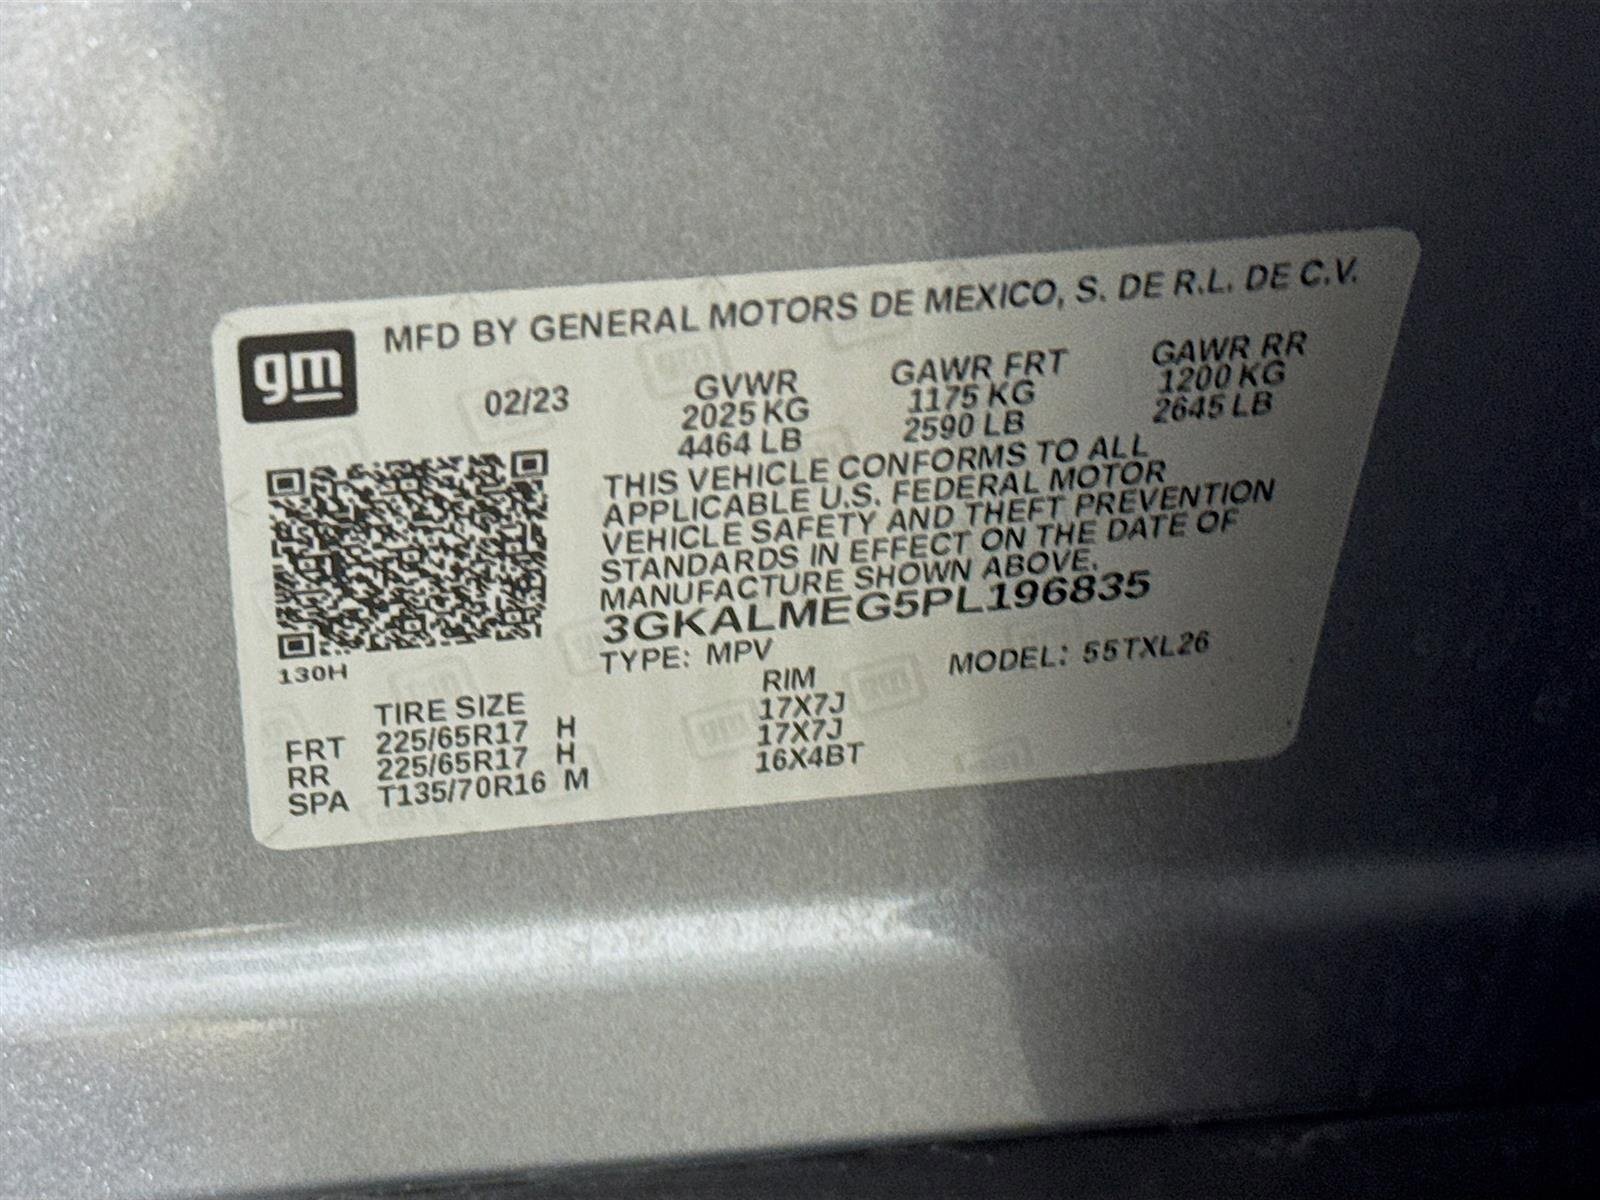 gm
MFD BY GENERAL MOTORS DE MEXICO, S. DE R.L. DE C.V.
02/23 GVWR GAWR FRT GAWR RR
2025 KG 1175 KG 1200 KG
4464 LB 2590 LB 2645 LB
THIS VEHICLE CONFORMS TO ALL
APPLICABLE U.S. FEDERAL MOTOR
VEHICLE SAFETY AND THEFT PREVENTION
STANDARDS IN EFFECT ON THE DATE OF
MANUFACTURE SHOWN ABOVE.
3GKALMEG5PL196835
130H
TYPE: MPV MODEL: 55TXL26
TIRE SIZE RIM
FRT 225/65R17 H 17X7J
RR 225/65R17 H 17X7J
SPA T135/70R16 M 16X4BT